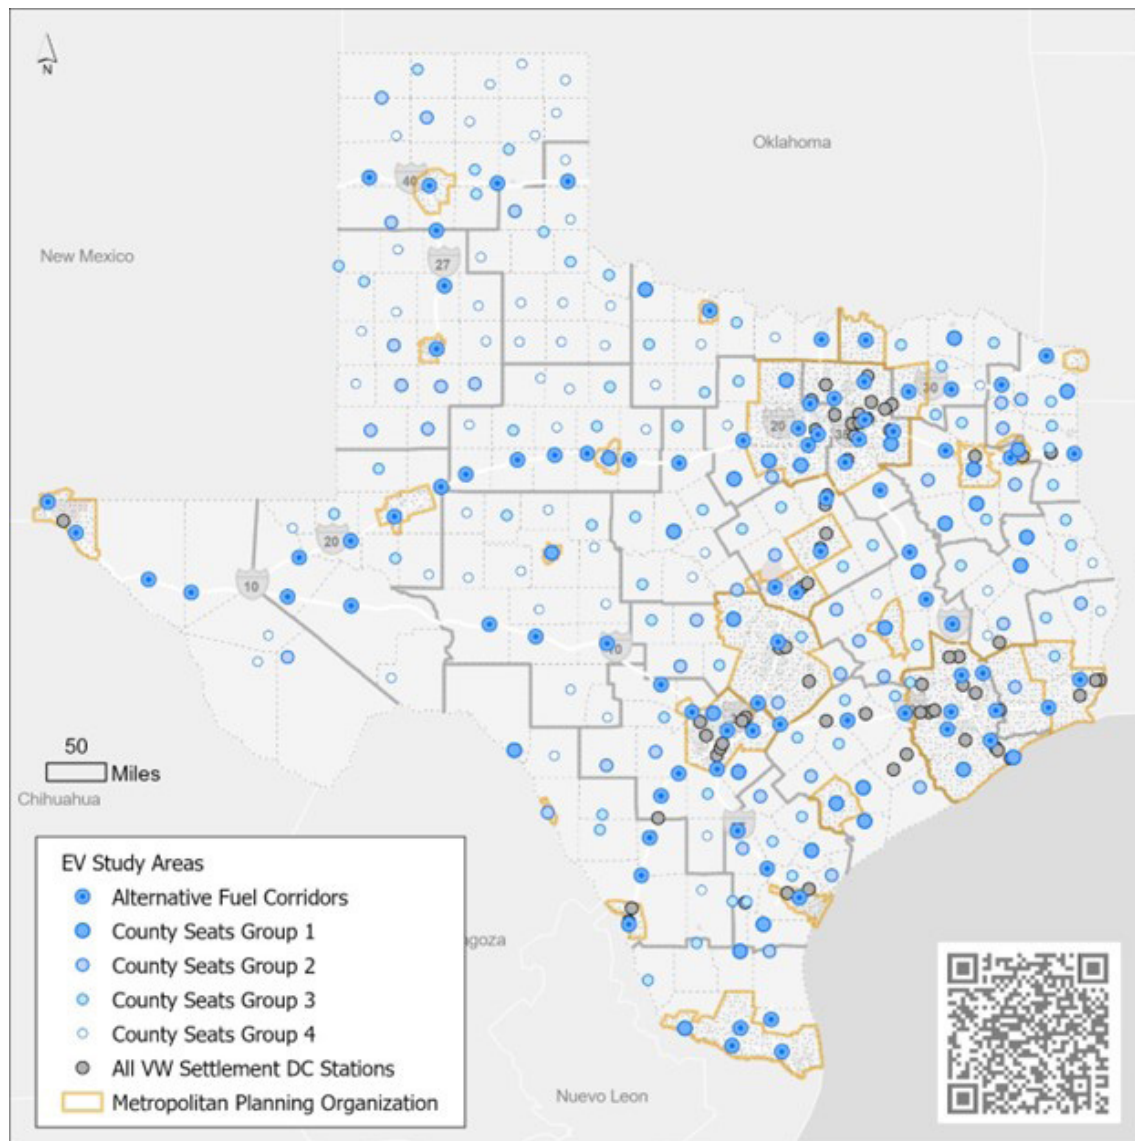 N
Oklahoma
40
New Mexico
27
30
20
35
20
10
10
50
Miles
Chihuahua
EV Study Areas
Alternative Fuel Corridors
County Seats Group 1
County Seats Group 2
County Seats Group 3
County Seats Group 4
All VW Settlement DC Stations
Metropolitan Planning Organization
agoza
Nuevo Leon